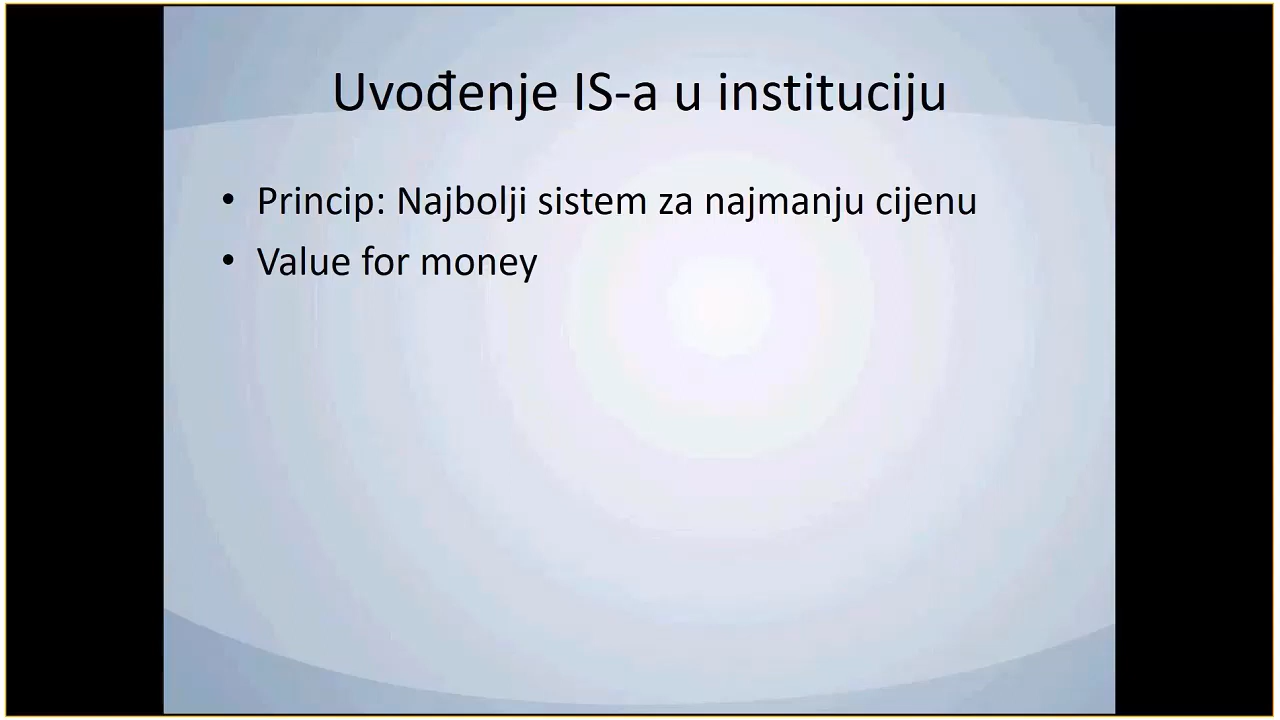 Uvođenje IS-a u instituciju
• Princip: Najbolji sistem za najmanju cijenu
• Value for money